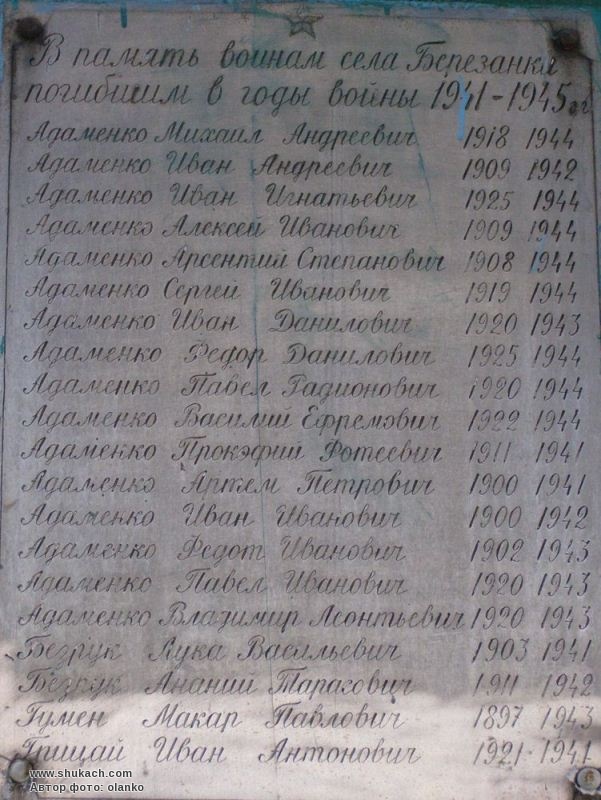 В память воинам села Березанка
погибшим в годы войны 1941-1945 гг
Адаменко Михаил Андреевич 1918 1944
Адаменко Иван Андреевич 1909 1942
Адаменко Иван Игнатьевич 1925 1944
Адаменко Алексей Иванович 1909 1944
Адаменко Арсентий Степанович 1908 1944
Адаменко Сергей Иванович 1919 1944
Адаменко Иван Данилович 1920 1943
Адаменко Федор Данилович 1925 1944
Адаменко Павел Радионович 1920 1944
Адаменко Василий Ефремович 1922 1944
Адаменко Прокофий Фотеевич 1911 1941
Адаменко Артем Петрович 1900 1941
Адаменко Иван Иванович 1900 1942
Адаменко Федот Иванович 1902 1943
Адаменко Павел Иванович 1920 1943
Адаменко Владимир Леонтьевич 1920 1943
Безрук Лука Васильевич 1903 1941
Безрук Ананий Тарасович 1911 1942
Гумен Макар Павлович 1897 1943
Грицай Иван Антонович 1921-1941
www.shukach.com
Автор фото: olanko